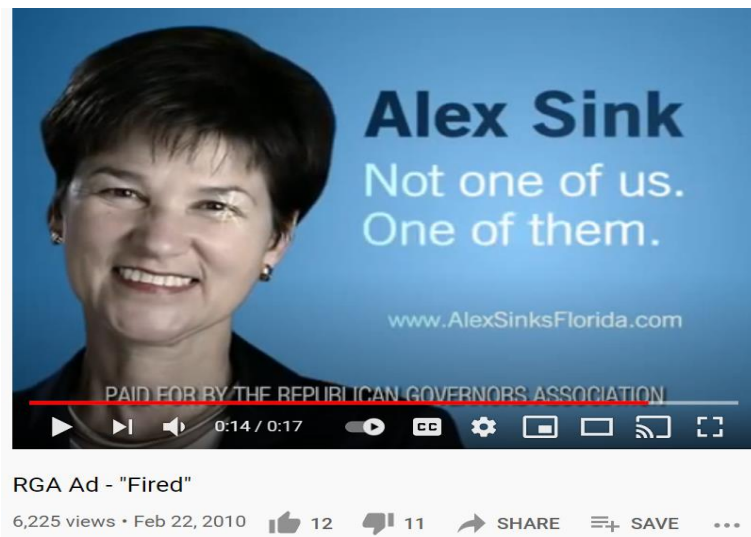 Alex Sink
Not one of us.
One of them.
www.AlexSinksFlorida.com
PAID FOR BY THE REPUBLICAN GOVERNORS ASSOCIATION
0:14 / 0:17
CC
RGA Ad - "Fired"
6,225 views • Feb 22, 2010 12 11 SHARE SAVE